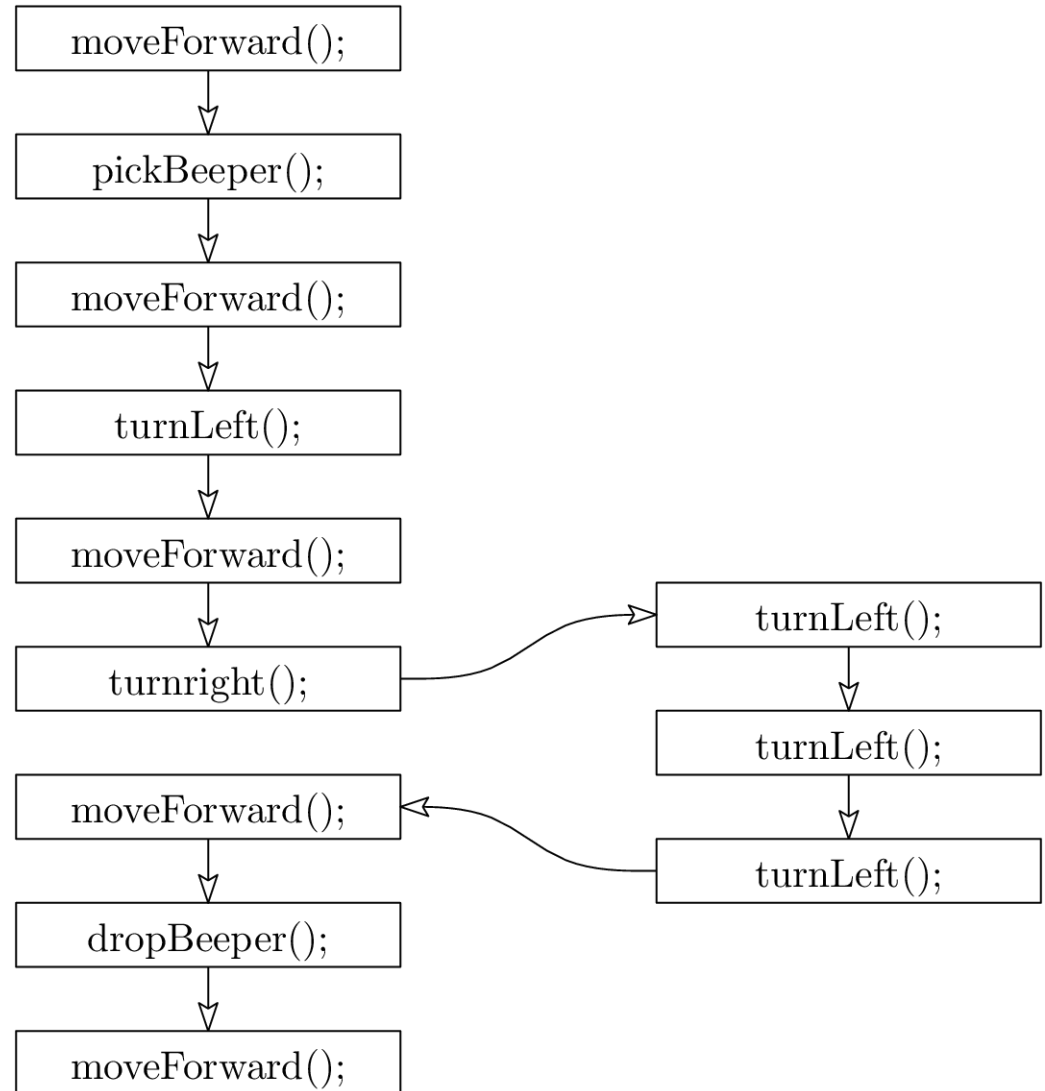 moveForward();
pickBeeper();
moveForward();
turnLeft();
moveForward();
turnright();
turnLeft();
turnLeft();
turnLeft();
moveForward();
dropBeeper();
moveForward();